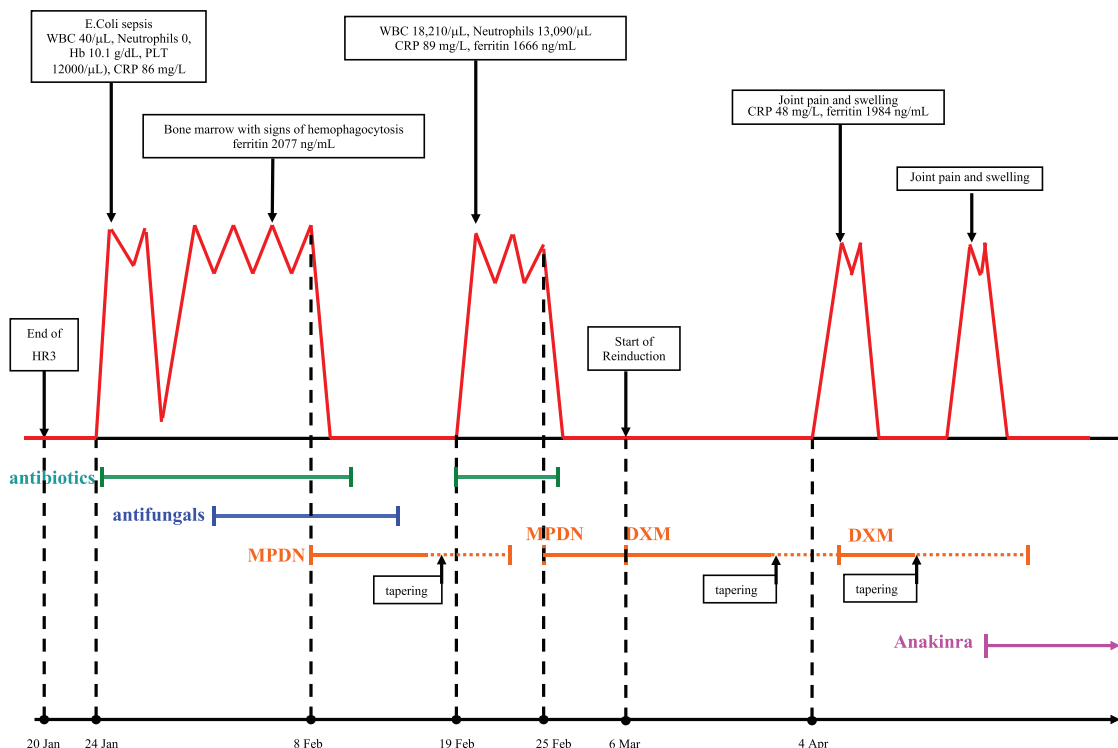 E.Coli sepsis
WBC 40/µL, Neutrophils 0,
Hb 10.1 g/dL, PLT
12000/µL), CRP 86 mg/L
WBC 18,210/µL, Neutrophils 13,090/µL
CRP 89 mg/L, ferritin 1666 ng/mL
Bone marrow with signs of hemophagocytosis
ferritin 2077 ng/mL
Joint pain and swelling
CRP 48 mg/L, ferritin 1984 ng/mL
Joint pain and swelling
End of
HR3
Start of
Reinduction
antibiotics
antifungals
MPDN
MPDN
DXM
DXM
tapering
tapering
tapering
Anakinra
20 Jan
24 Jan
8 Feb
19 Feb
25 Feb
6 Mar
4 Apr